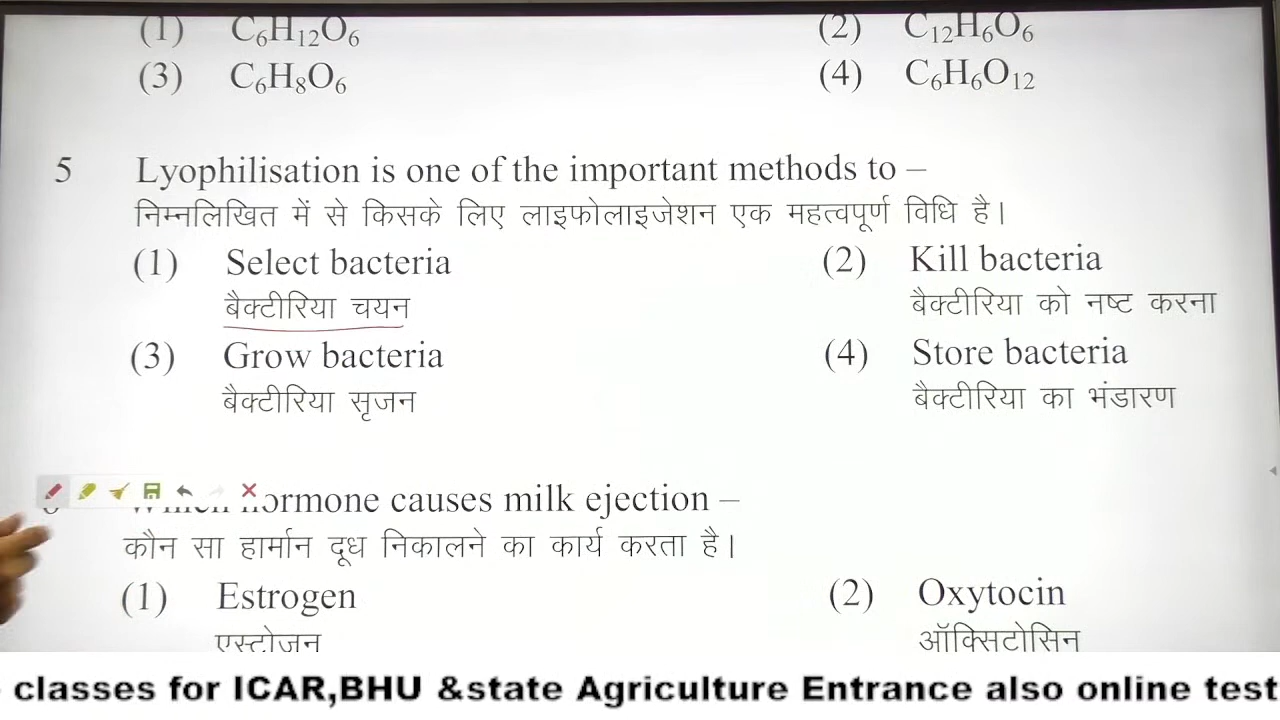 (1) C₆H₁₂O₆ (2) C₁₂H₆O₆
(3) C₆H₈O₆ (4) C₆H₆O₁₂
5 Lyophilisation is one of the important methods to –
निम्नलिखित में से किसके लिए लाइफोलाइजेशन एक महत्वपूर्ण विधि है।
(1) Select bacteria (2) Kill bacteria
बैक्टीरिया चयन बैक्टीरिया को नष्ट करना
(3) Grow bacteria (4) Store bacteria
बैक्टीरिया सृजन बैक्टीरिया का भंडारण
hormone causes milk ejection –
कौन सा हार्मान दूध निकालने का कार्य करता है।
(1) Estrogen (2) Oxytocin
एस्टोजन ऑक्सिटोसिन
classes for ICAR,BHU &state Agriculture Entrance also online test